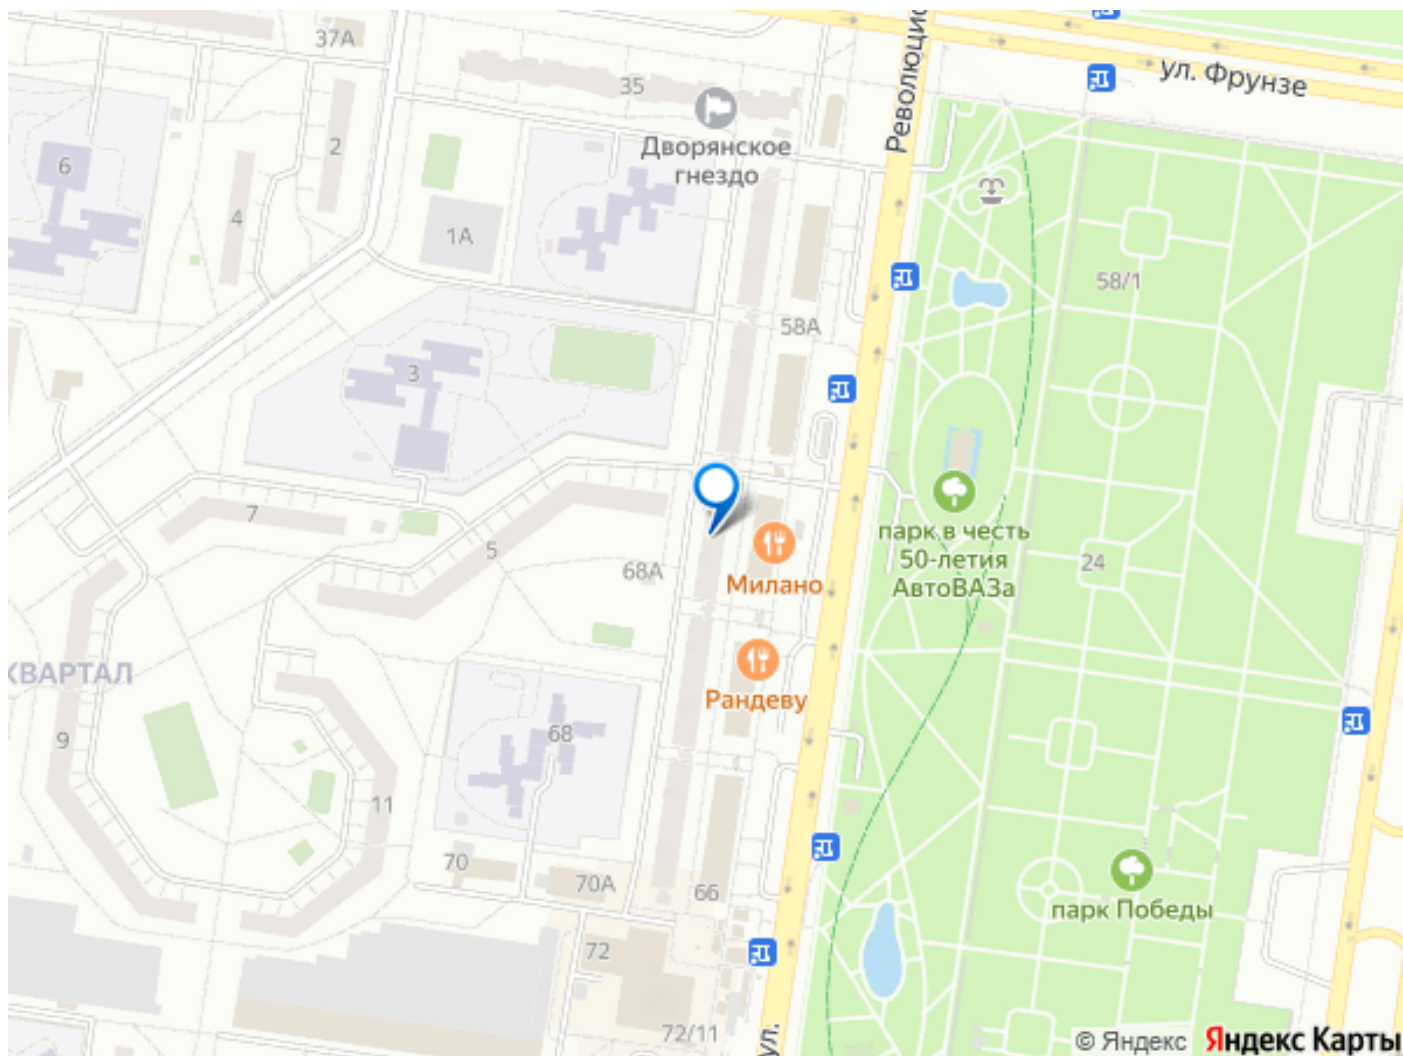 37А
35
ул. Фрунзе
Революцио
2
Дворянское
гнездо
6
4
1А
58/1
58А
3
7
парк в честь
50-летия
АвтоВАЗа
5
68А
Милано
24
КВАРТАЛ
Рандеву
9
68
11
70
70А
66
парк Победы
72
72/11
ул.
© Яндекс Яндекс Карты